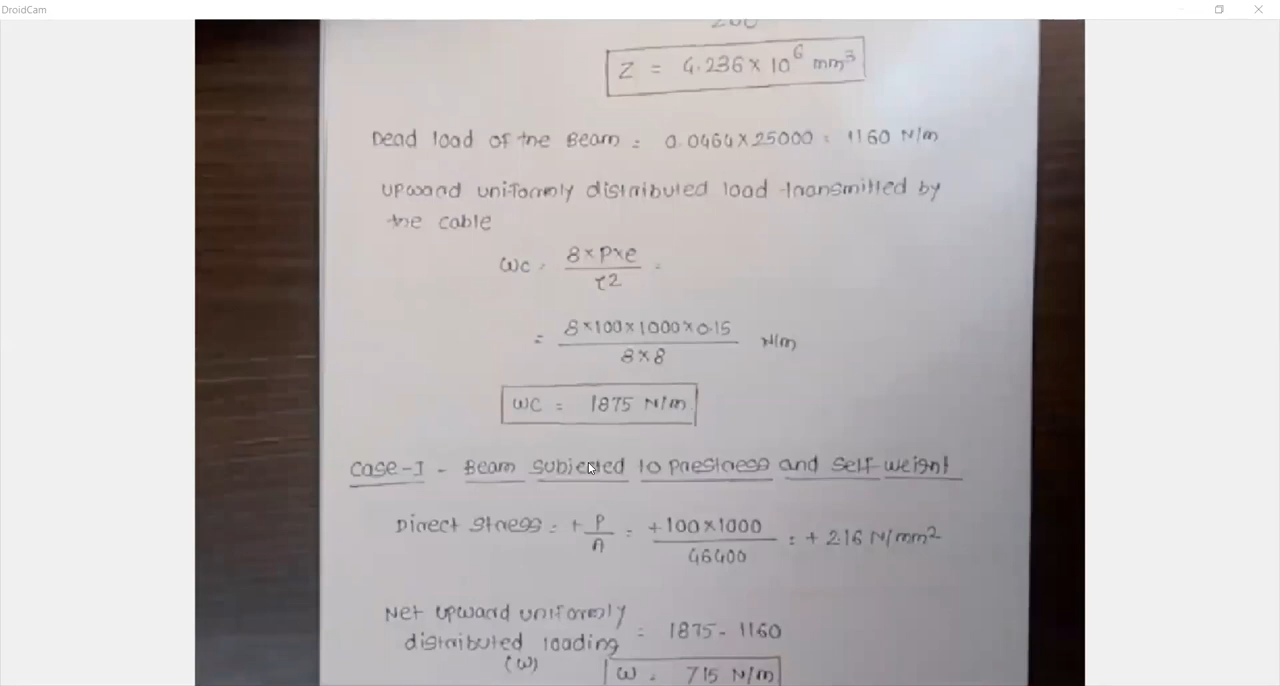 DroidCam
Z = 4.236 × 10^6 mm^3
Dead load of the Beam = 0.0464×25000 = 1160 N/m
Upward uniformly distributed load transmitted by
the cable
wc = 8×P×e / l^2 =
= 8×100×1000×0.15 / 8×8 N/m
wc = 1875 N/m
Case-I - Beam Subjected to Prestress and Self-weight
Direct Stress = + P/A = +100×1000 / 46400 = + 2.16 N/mm^2
Net upward uniformly
distributed loading = 1875 - 1160
(w)
w = 715 N/m